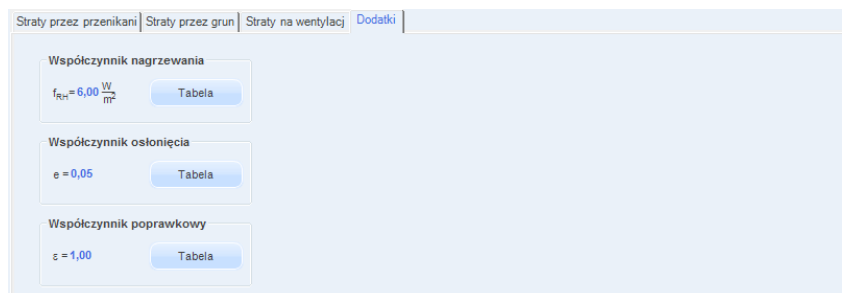 Straty przez przenikani Straty przez grun Straty na wentylacj Dodatki
Współczynnik nagrzewania
f_RH=6,00 W/m² Tabela
Współczynnik osłonięcia
e =0,05 Tabela
Współczynnik poprawkowy
ε =1,00 Tabela